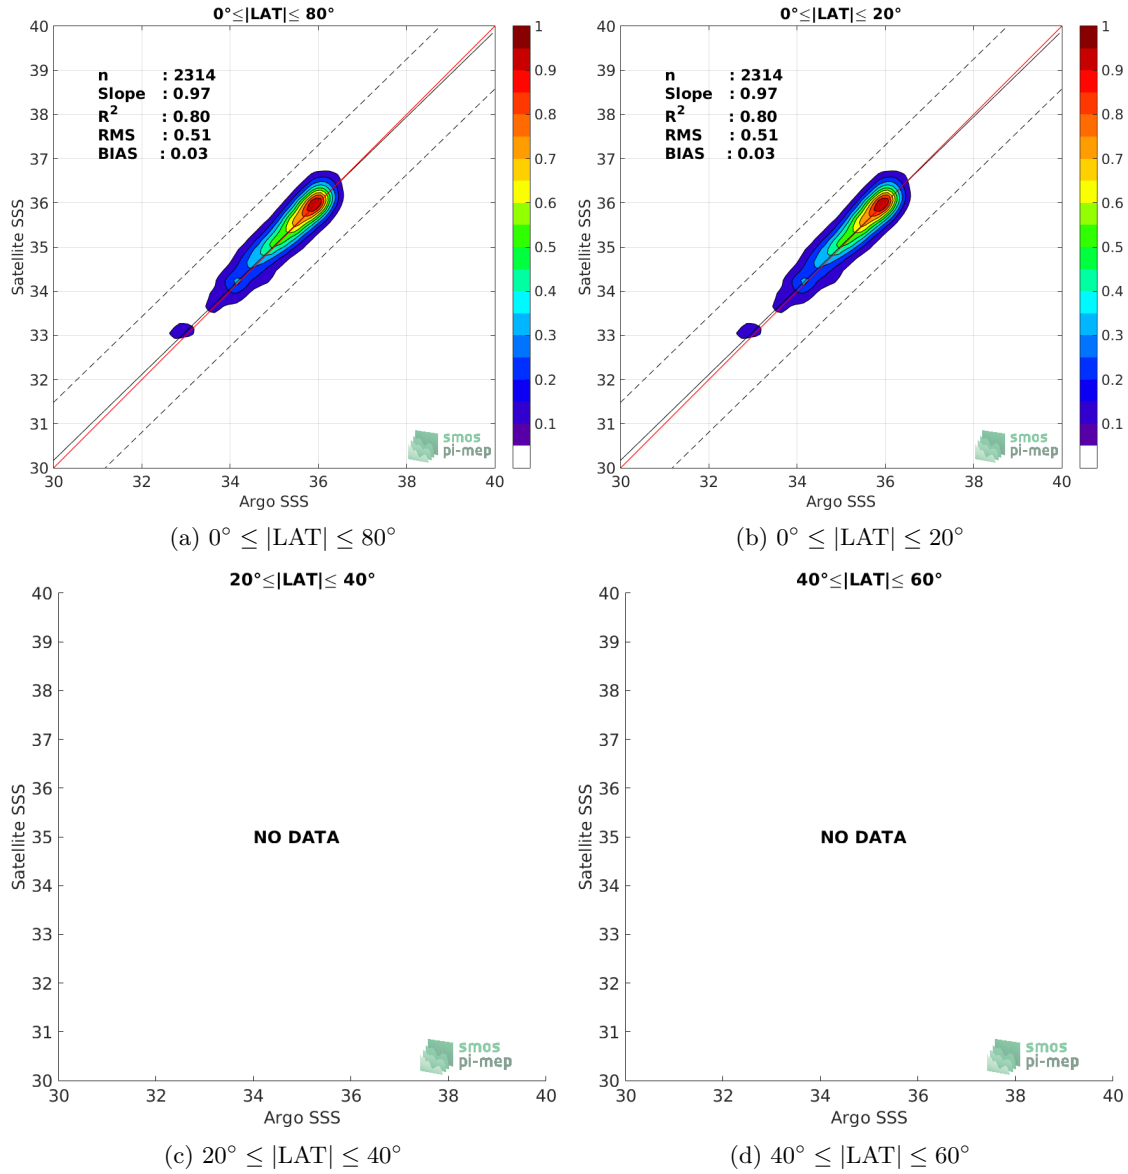 0°≤|LAT|≤ 80°
n : 2314
Slope : 0.97
R² : 0.80
RMS : 0.51
BIAS : 0.03
40
39
38
37
36
35
34
33
32
31
30
30 32 34 36 38 40
Satellite SSS
Argo SSS
1
0.9
0.8
0.7
0.6
0.5
0.4
0.3
0.2
0.1
smos
pi-mep
(a) 0° ≤ |LAT| ≤ 80°
0°≤|LAT|≤ 20°
n : 2314
Slope : 0.97
R² : 0.80
RMS : 0.51
BIAS : 0.03
40
39
38
37
36
35
34
33
32
31
30
30 32 34 36 38 40
Satellite SSS
Argo SSS
1
0.9
0.8
0.7
0.6
0.5
0.4
0.3
0.2
0.1
smos
pi-mep
(b) 0° ≤ |LAT| ≤ 20°
20°≤|LAT|≤ 40°
40
39
38
37
36
35
34
33
32
31
30
30 32 34 36 38 40
Satellite SSS
NO DATA
Argo SSS
smos
pi-mep
(c) 20° ≤ |LAT| ≤ 40°
40°≤|LAT|≤ 60°
40
39
38
37
36
35
34
33
32
31
30
30 32 34 36 38 40
Satellite SSS
NO DATA
Argo SSS
smos
pi-mep
(d) 40° ≤ |LAT| ≤ 60°